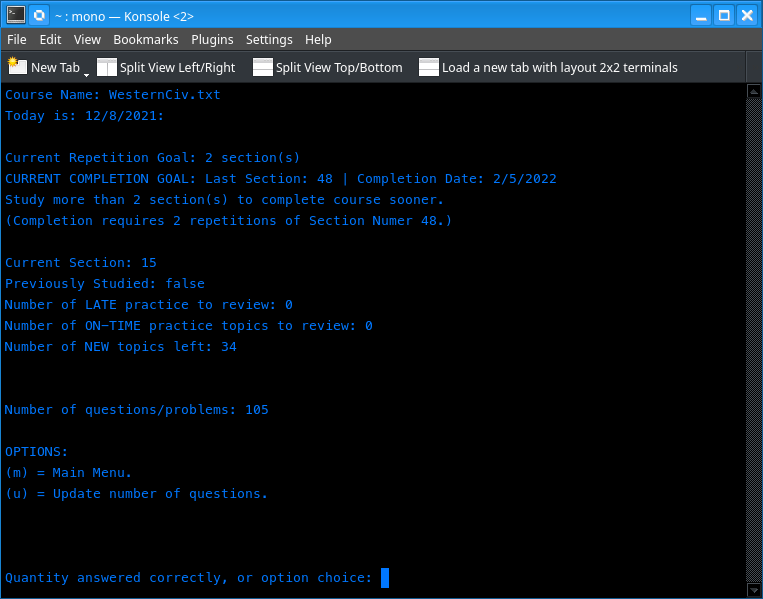 ~ : mono — Konsole <2>
File Edit View Bookmarks Plugins Settings Help
New Tab Split View Left/Right Split View Top/Bottom Load a new tab with layout 2x2 terminals
Course Name: WesternCiv.txt
Today is: 12/8/2021:
Current Repetition Goal: 2 section(s)
CURRENT COMPLETION GOAL: Last Section: 48 | Completion Date: 2/5/2022
Study more than 2 section(s) to complete course sooner.
(Completion requires 2 repetitions of Section Numer 48.)
Current Section: 15
Previously Studied: false
Number of LATE practice to review: 0
Number of ON-TIME practice topics to review: 0
Number of NEW topics left: 34
Number of questions/problems: 105
OPTIONS:
(m) = Main Menu.
(u) = Update number of questions.
Quantity answered correctly, or option choice: